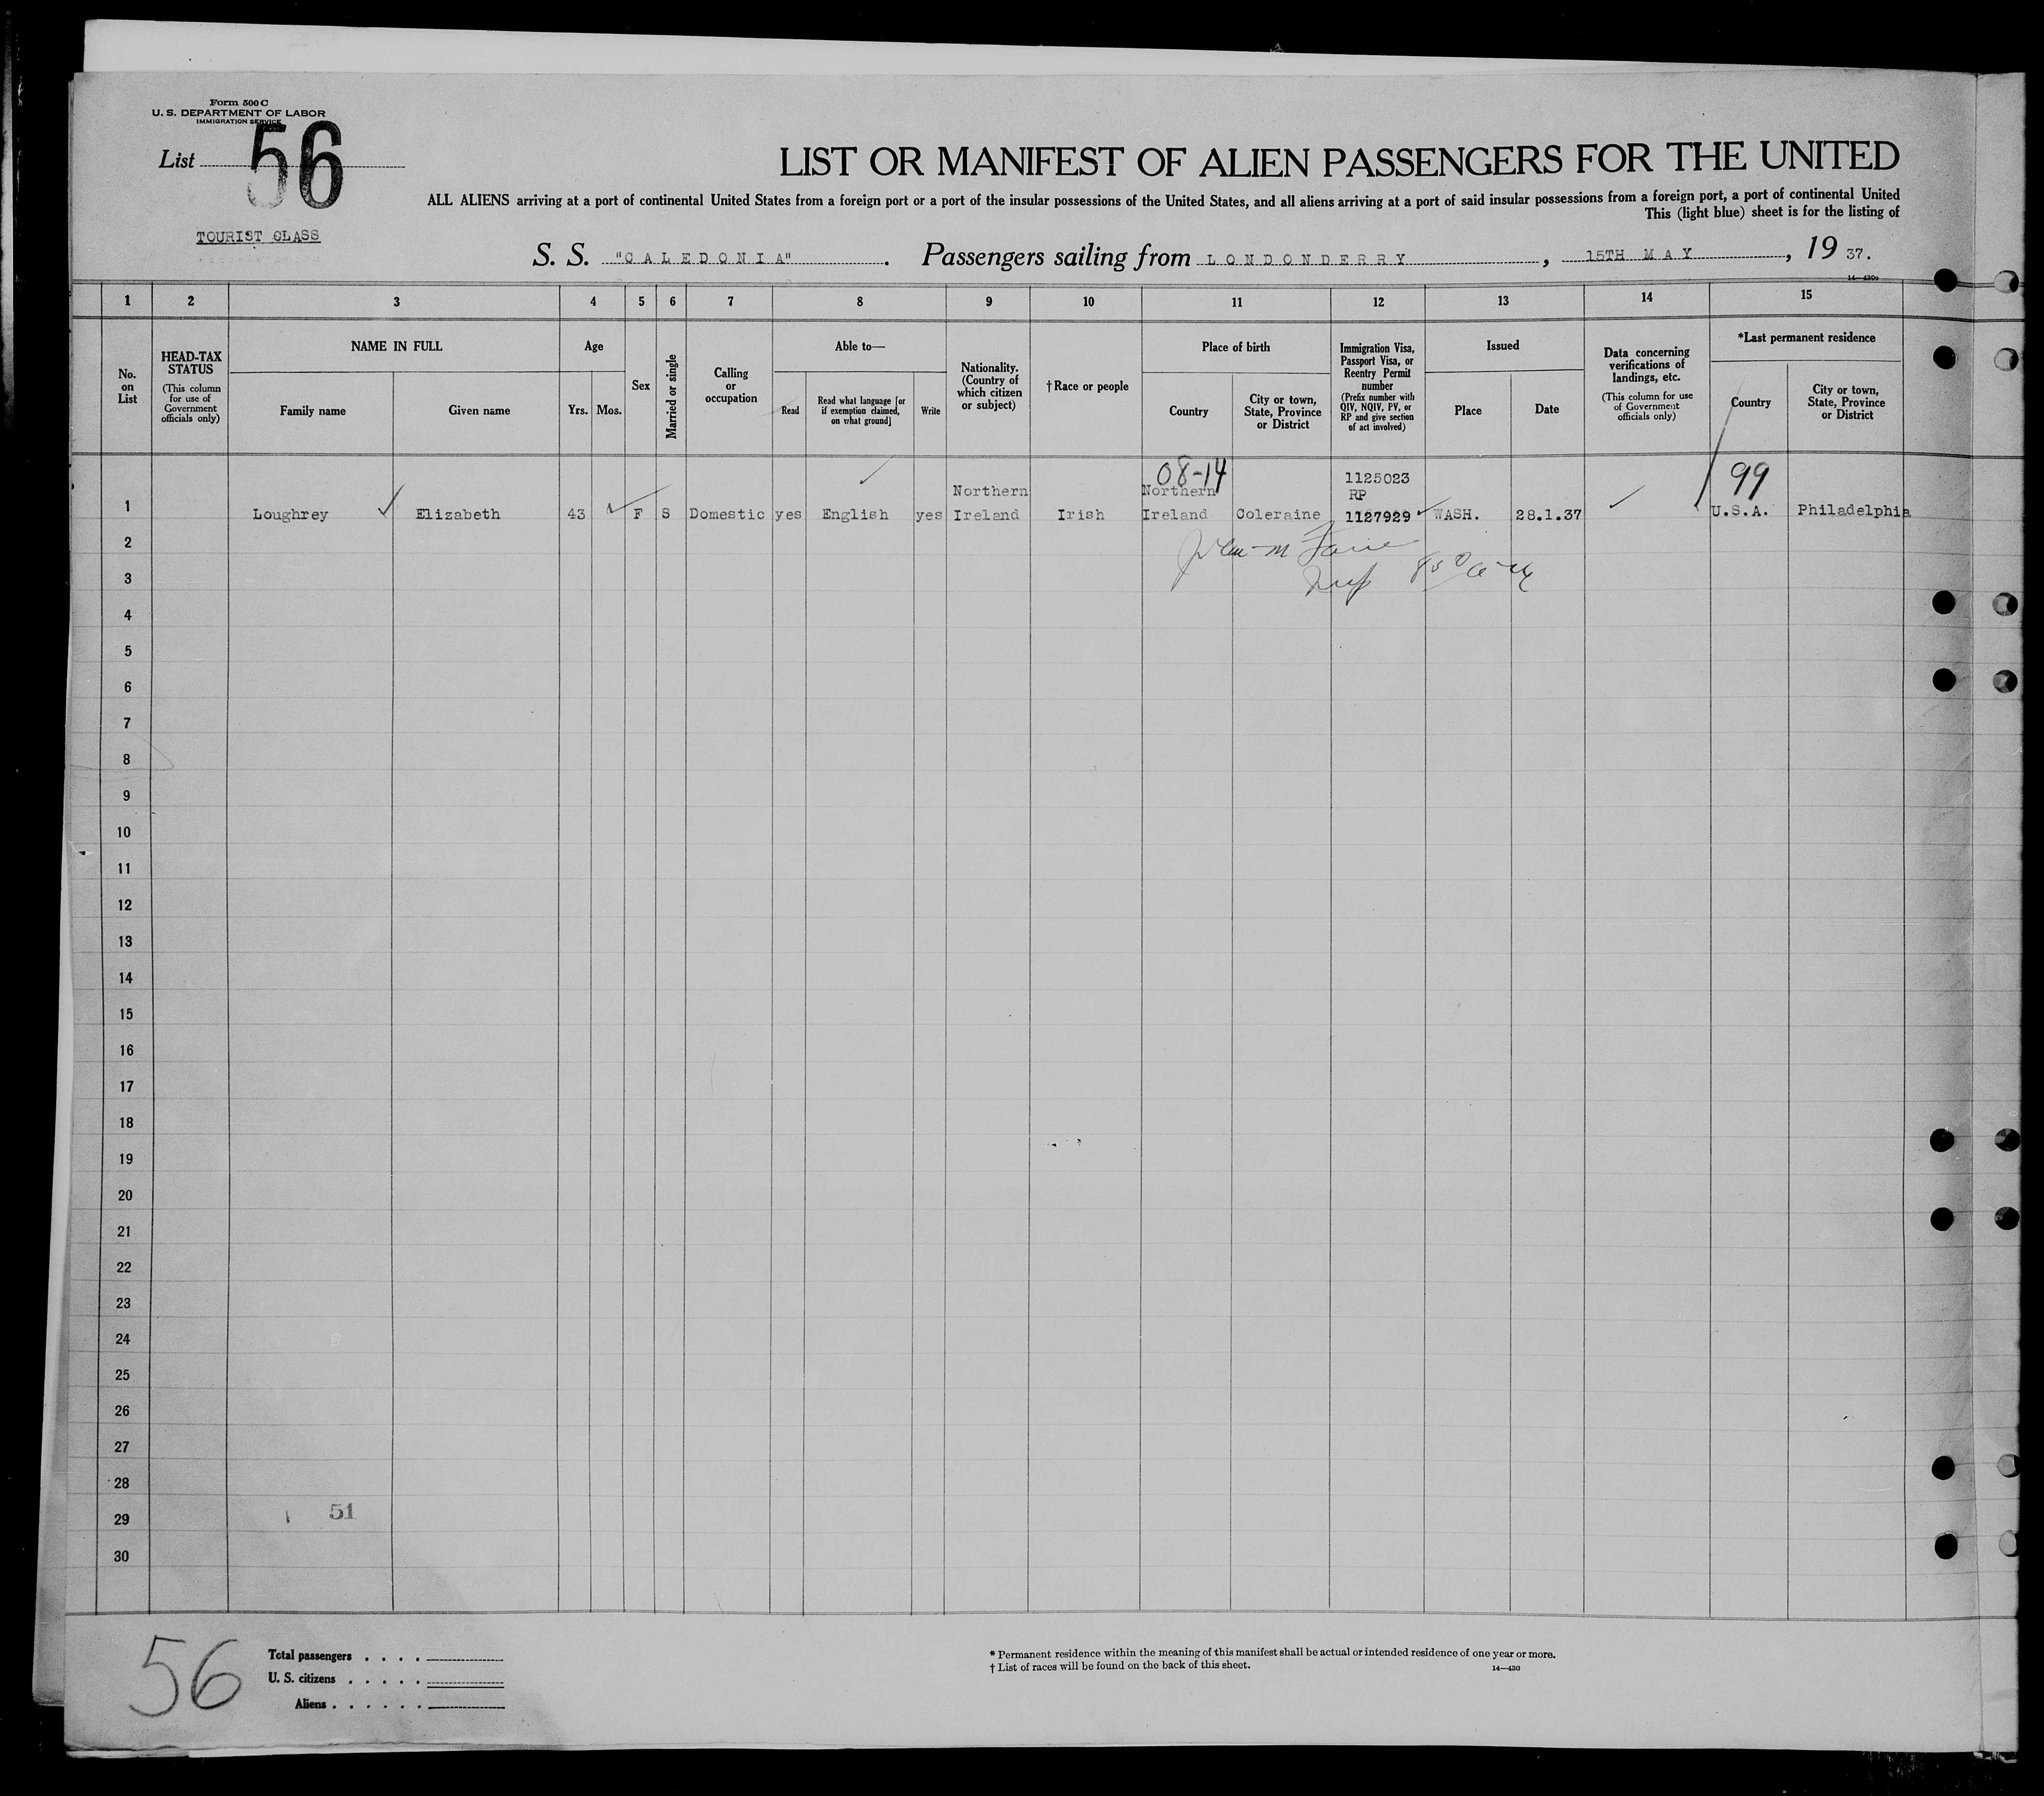 Form 500 C
U. S. DEPARTMENT OF LABOR
IMMIGRATION SERVICE
List 56
TOURIST CLASS
LIST OR MANIFEST OF ALIEN PASSENGERS FOR THE UNITED
ALL ALIENS arriving at a port of continental United States from a foreign port or a port of the insular possessions of the United States, and all aliens arriving at a port of said insular possessions from a foreign port, a port of continental United
This (light blue) sheet is for the listing of
S. S. "CALEDONIA". Passengers sailing from LONDONDERRY, 15TH MAY, 19 37.
14—430c
1 2 3 4 5 6 7 8 9 10 11 12 13 14 15
No. on List
HEAD-TAX STATUS
(This column for use of Government officials only)
NAME IN FULL
Family name
Given name
Age
Yrs.
Mos.
Sex
Married or single
Calling or occupation
Able to—
Read
Read what language [or if exemption claimed, on what ground]
Write
Nationality. (Country of which citizen or subject)
†Race or people
Place of birth
Country
City or town, State, Province or District
Immigration Visa, Passport Visa, or Reentry Permit number
(Prefix number with QIV, NQIV, PV, or RP and give section of act involved)
Issued
Place
Date
Data concerning verifications of landings, etc.
(This column for use of Government officials only)
*Last permanent residence
Country
City or town, State, Province or District
08-14
99
1125023
Northern Northern RP
1 Loughrey Elizabeth 43 F S Domestic yes English yes Ireland Irish Ireland Coleraine 1127929 WASH. 28.1.37 U.S.A. Philadelphia
2
3
4
5
6
7
8
9
10
11
12
13
14
15
16
17
18
19
20
21
22
23
24
25
26
27
28
29 51
30
56
Total passengers . . . .
U. S. citizens . . . . .
Aliens . . . . . .
* Permanent residence within the meaning of this manifest shall be actual or intended residence of one year or more.
† List of races will be found on the back of this sheet.
14—430